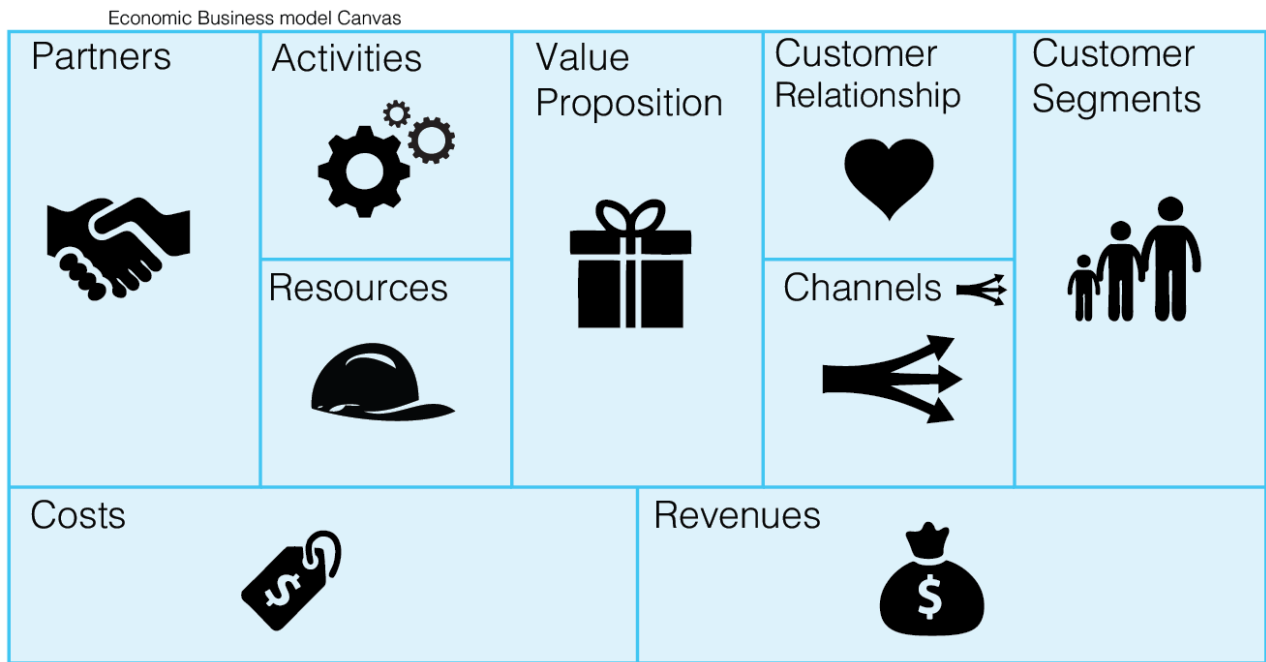 Economic Business model Canvas
Partners
Activities
Value
Proposition
Customer
Relationship
Customer
Segments
Resources
Channels
Costs
$
Revenues
$